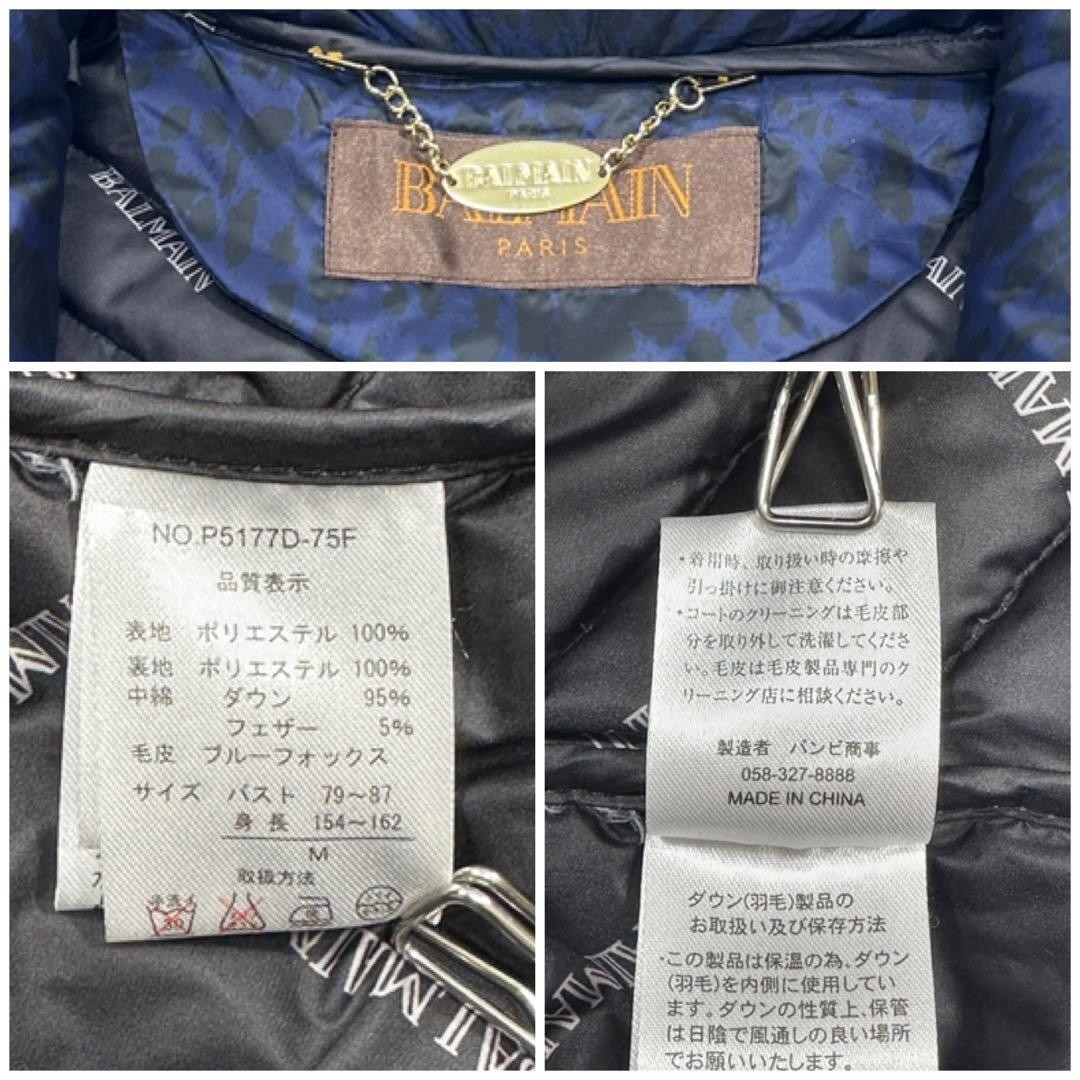 BALMAIN
PARIS
BALMAIN
PARIS
BALMAIN
BALMAIN
NO.P5177D-75F
品質表示
表地 ポリエステル 100%
裏地 ポリエステル 100%
中綿 ダウン 95%
フェザー 5%
毛皮 ブルーフォックス
サイズ バスト 79～87
身長 154～162
M
取扱方法
BALMAIN
・着用時、取り扱い時の摩擦や
引っ掛けに御注意ください。
・コートのクリーニングは毛皮部
分を取り外して洗濯してくださ
い。毛皮は毛皮製品専門のク
リーニング店に相談ください。
製造者 バンビ商事
058-327-8888
MADE IN CHINA
ダウン(羽毛)製品の
お取扱い及び保存方法
・この製品は保温の為、ダウン
(羽毛)を内側に使用してい
ます。ダウンの性質上、保管
は日陰で風通しの良い場所
でお願いいたします。